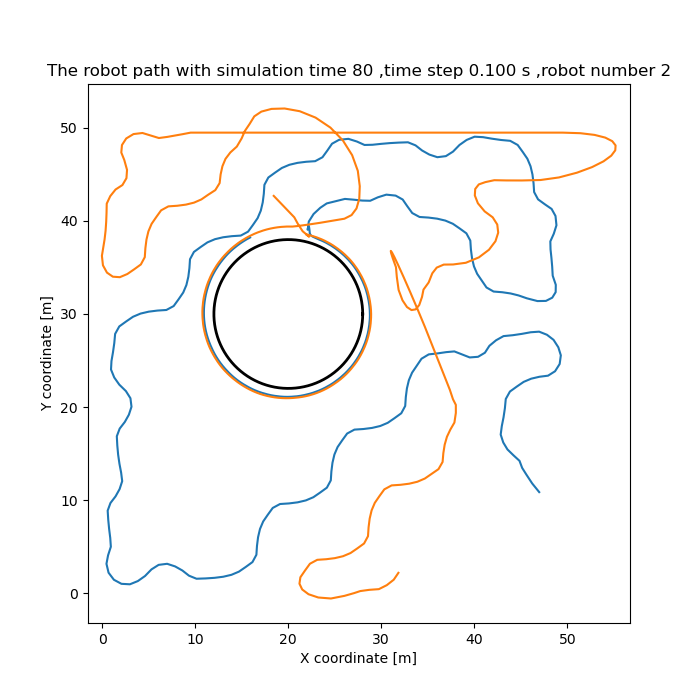 The robot path with simulation time 80 ,time step 0.100 s ,robot number 2
50
40
30
20
10
0
Y coordinate [m]
0 10 20 30 40 50
X coordinate [m]